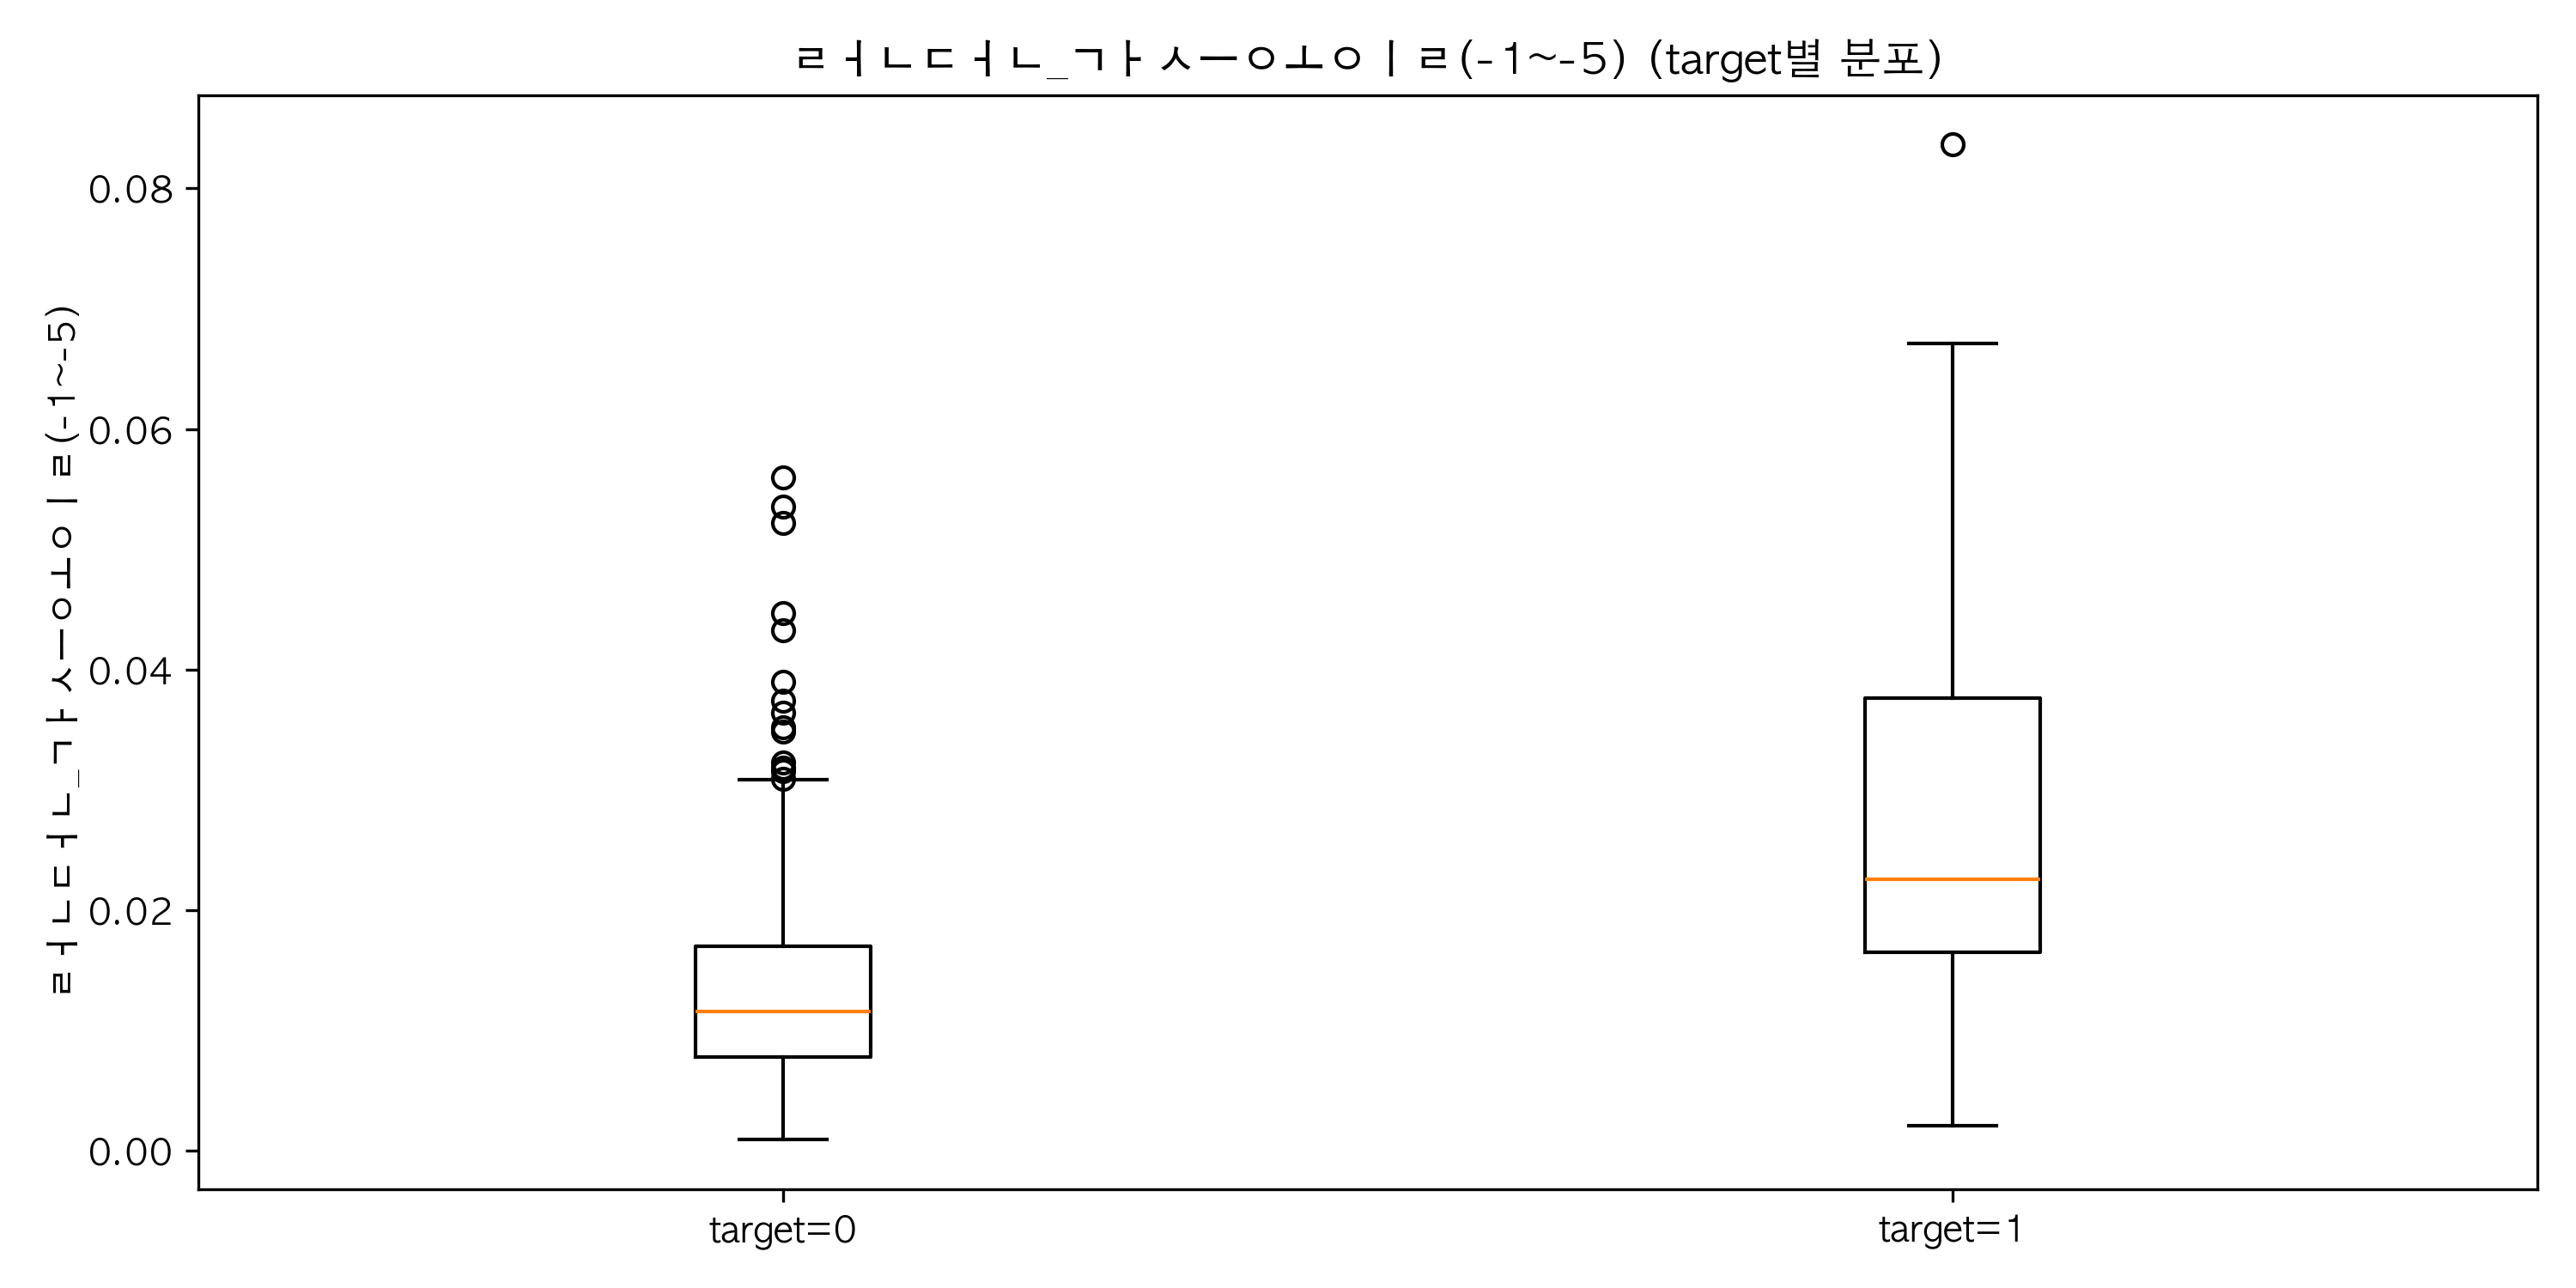 ㄹㅓㄴㄷㅓㄴ_ㄱㅏㅅㅡㅇㅗㅇㅣㄹ(-1~-5) (target별 분포)
ㄹㅓㄴㄷㅓㄴ_ㄱㅏㅅㅡㅇㅗㅇㅣㄹ(-1~-5)
0.08
0.06
0.04
0.02
0.00
target=0
target=1